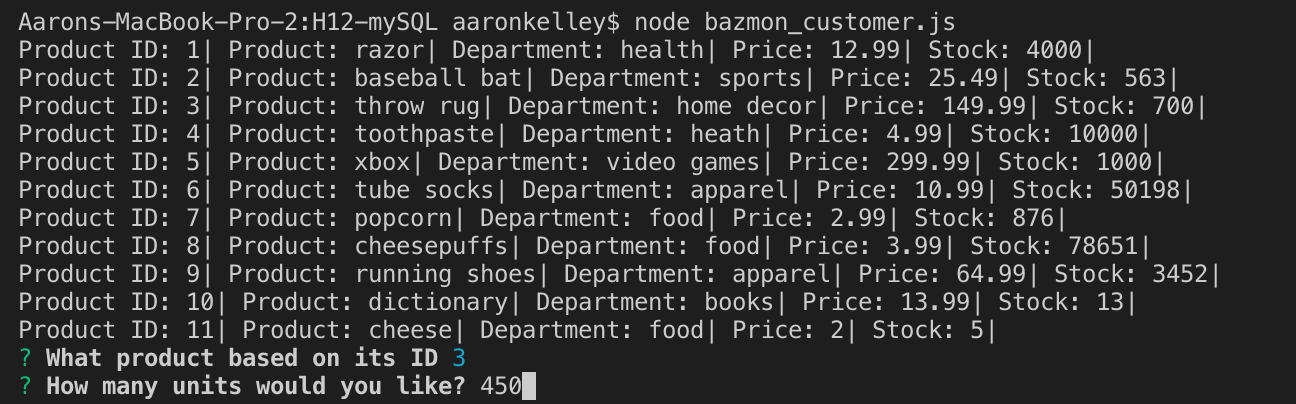 Aarons-MacBook-Pro-2:H12-mySQL aaronkelley$ node bazmon_customer.js
Product ID: 1| Product: razor| Department: health| Price: 12.99| Stock: 4000|
Product ID: 2| Product: baseball bat| Department: sports| Price: 25.49| Stock: 563|
Product ID: 3| Product: throw rug| Department: home decor| Price: 149.99| Stock: 700|
Product ID: 4| Product: toothpaste| Department: heath| Price: 4.99| Stock: 10000|
Product ID: 5| Product: xbox| Department: video games| Price: 299.99| Stock: 1000|
Product ID: 6| Product: tube socks| Department: apparel| Price: 10.99| Stock: 50198|
Product ID: 7| Product: popcorn| Department: food| Price: 2.99| Stock: 876|
Product ID: 8| Product: cheesepuffs| Department: food| Price: 3.99| Stock: 78651|
Product ID: 9| Product: running shoes| Department: apparel| Price: 64.99| Stock: 3452|
Product ID: 10| Product: dictionary| Department: books| Price: 13.99| Stock: 13|
Product ID: 11| Product: cheese| Department: food| Price: 2| Stock: 5|
? What product based on its ID 3
? How many units would you like? 450